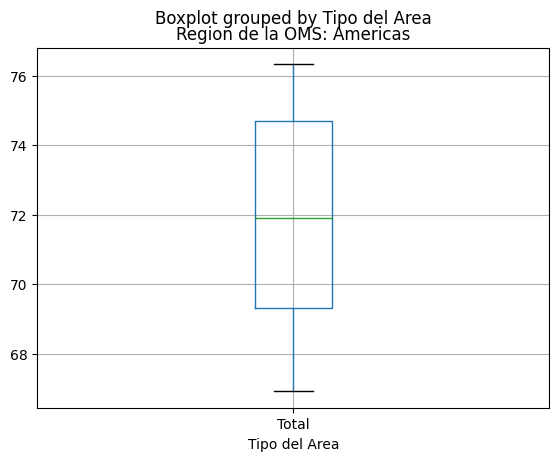 Boxplot grouped by Tipo del Area
Region de la OMS: Americas
76
74
72
70
68
Total
Tipo del Area